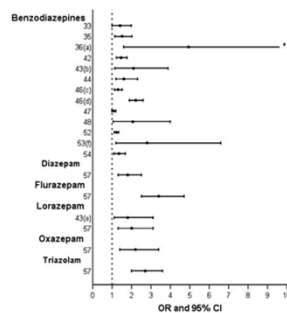 Benzodiazepines
33
35
36(a)
*
42
43(b)
44
46(c)
46(d)
47
48
52
53(f)
54
Diazepam
57
Flurazepam
57
Lorazepam
43(e)
57
Oxazepam
57
Triazolam
57
0 1 2 3 4 5 6 7 8 9 10
OR and 95% CI